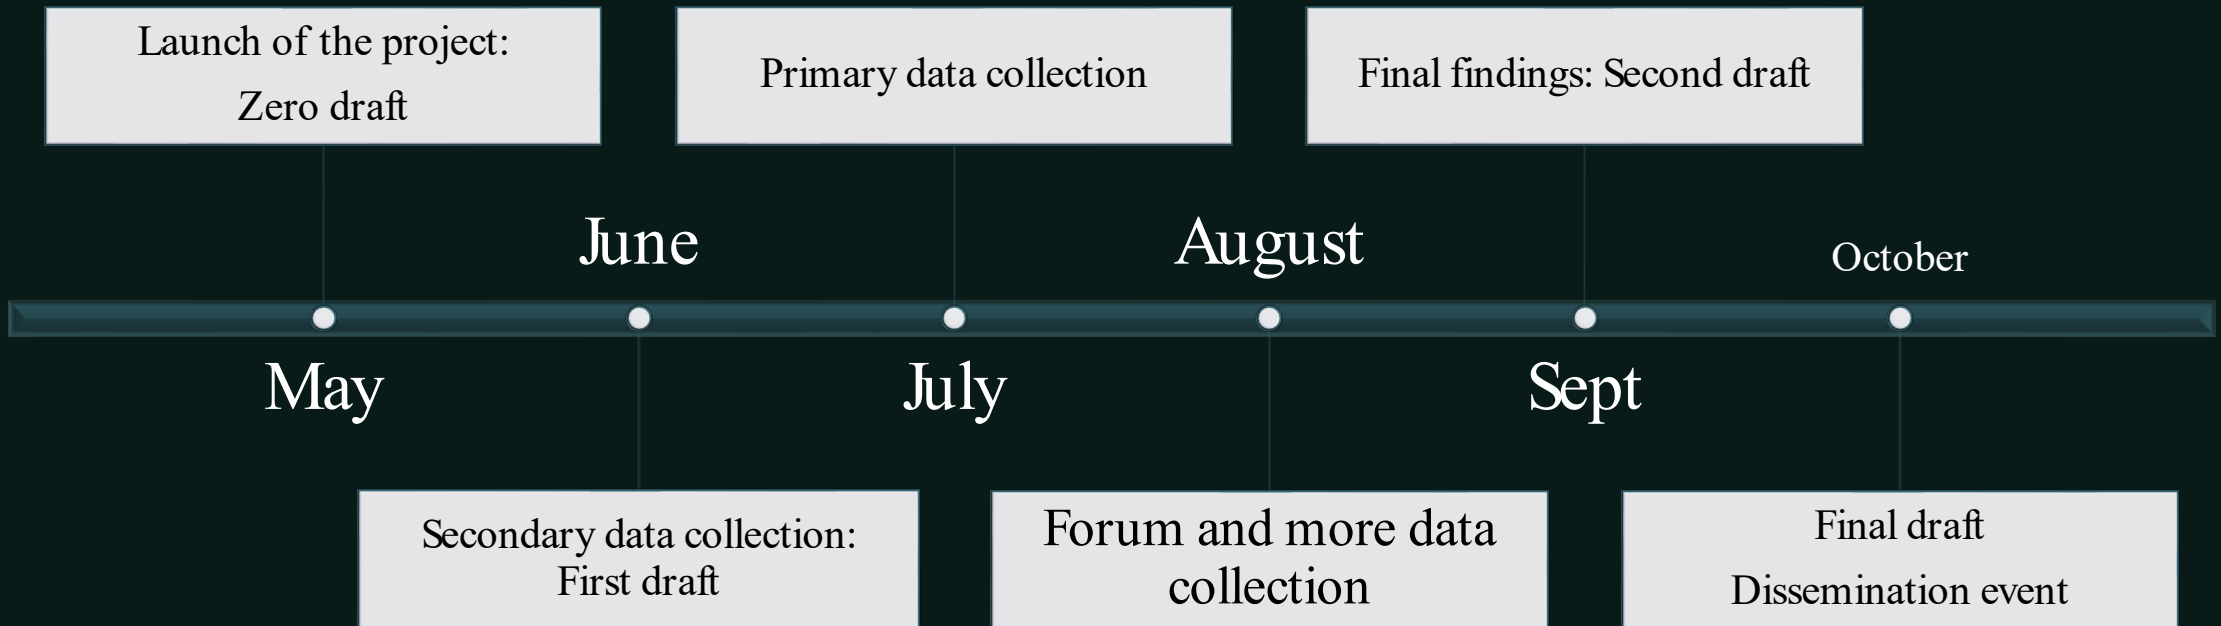 Launch of the project:
Zero draft
Primary data collection
Final findings: Second draft
June
August
October
May
July
Sept
Secondary data collection:
First draft
Forum and more data
collection
Final draft
Dissemination event